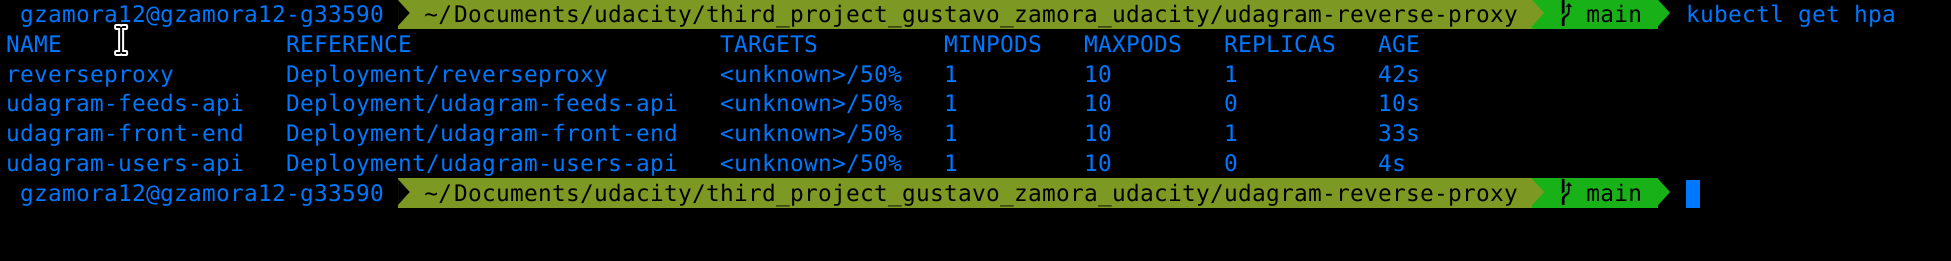 gzamora12@gzamora12-g33590 ~/Documents/udacity/third_project_gustavo_zamora_udacity/udagram-reverse-proxy main kubectl get hpa
NAME REFERENCE TARGETS MINPODS MAXPODS REPLICAS AGE
reverseproxy Deployment/reverseproxy <unknown>/50% 1 10 1 42s
udagram-feeds-api Deployment/udagram-feeds-api <unknown>/50% 1 10 0 10s
udagram-front-end Deployment/udagram-front-end <unknown>/50% 1 10 1 33s
udagram-users-api Deployment/udagram-users-api <unknown>/50% 1 10 0 4s
gzamora12@gzamora12-g33590 ~/Documents/udacity/third_project_gustavo_zamora_udacity/udagram-reverse-proxy main